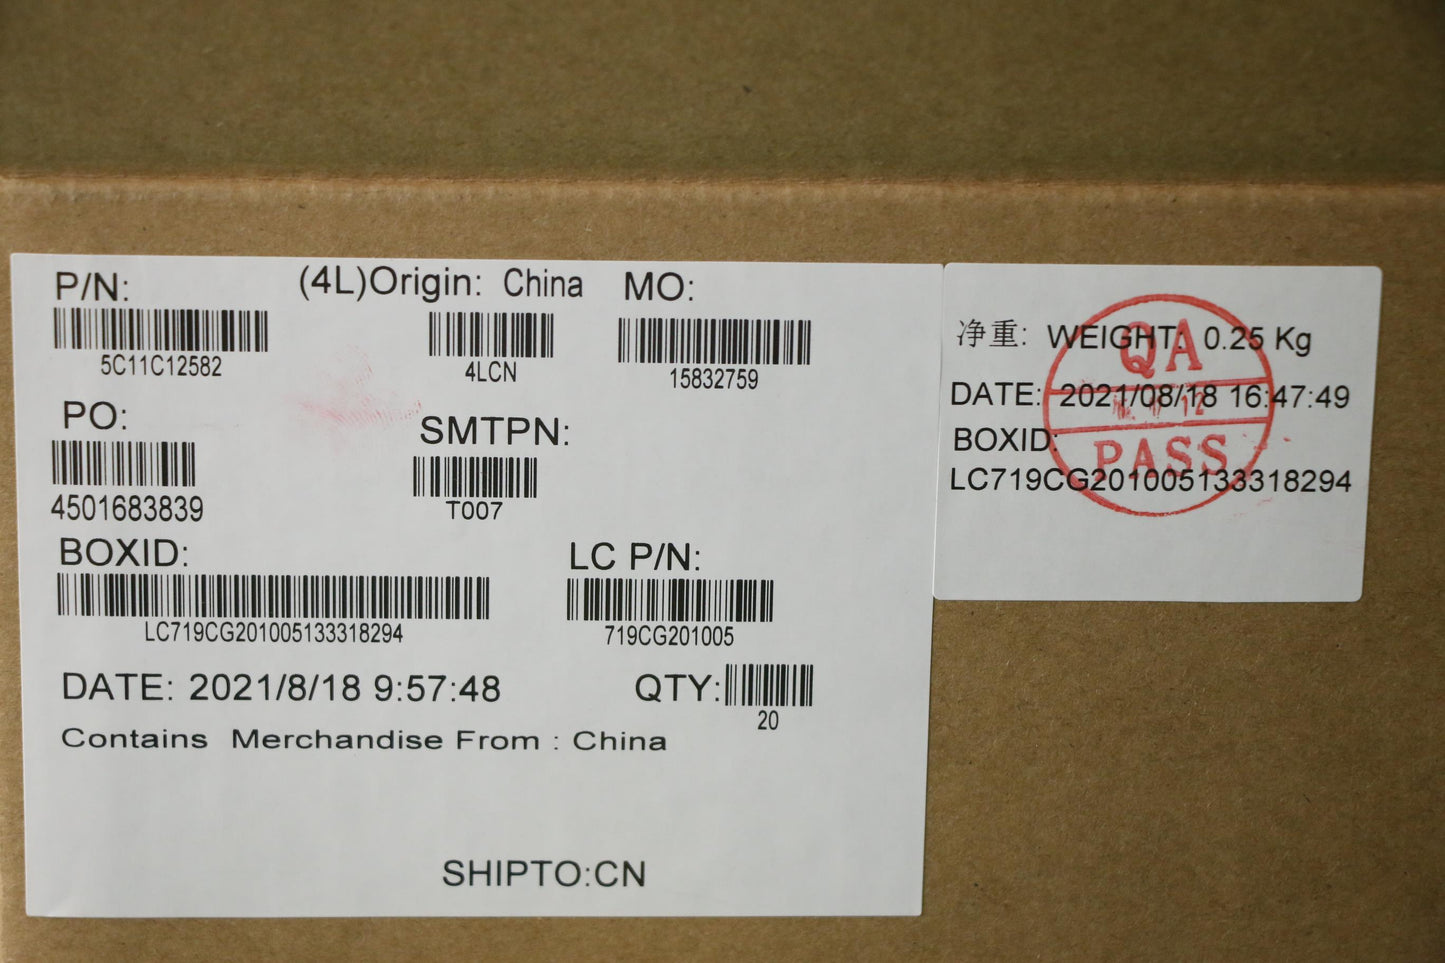 P/N: (4L)Origin: China MO:
5C11C12582 4LCN 15832759
PO: SMTPN:
4501683839 T007
BOXID: LC P/N:
LC719CG201005133318294 719CG201005
DATE: 2021/8/18 9:57:48 QTY:
20
Contains Merchandise From : China
SHIPTO:CN
净重: WEIGHT: 0.25 Kg
DATE: 2021/08/18 16:47:49
BOXID:
LC719CG201005133318294
QA
12
PASS